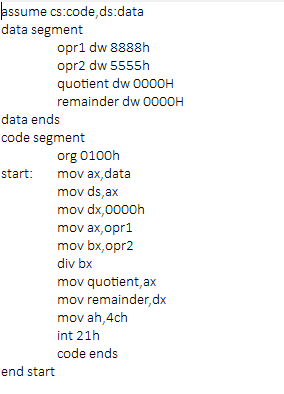 assume cs:code,ds:data
data segment
opr1 dw 8888h
opr2 dw 5555h
quotient dw 0000H
remainder dw 0000H
data ends
code segment
org 0100h
start: mov ax,data
mov ds,ax
mov dx,0000h
mov ax,opr1
mov bx,opr2
div bx
mov quotient,ax
mov remainder,dx
mov ah,4ch
int 21h
code ends
end start